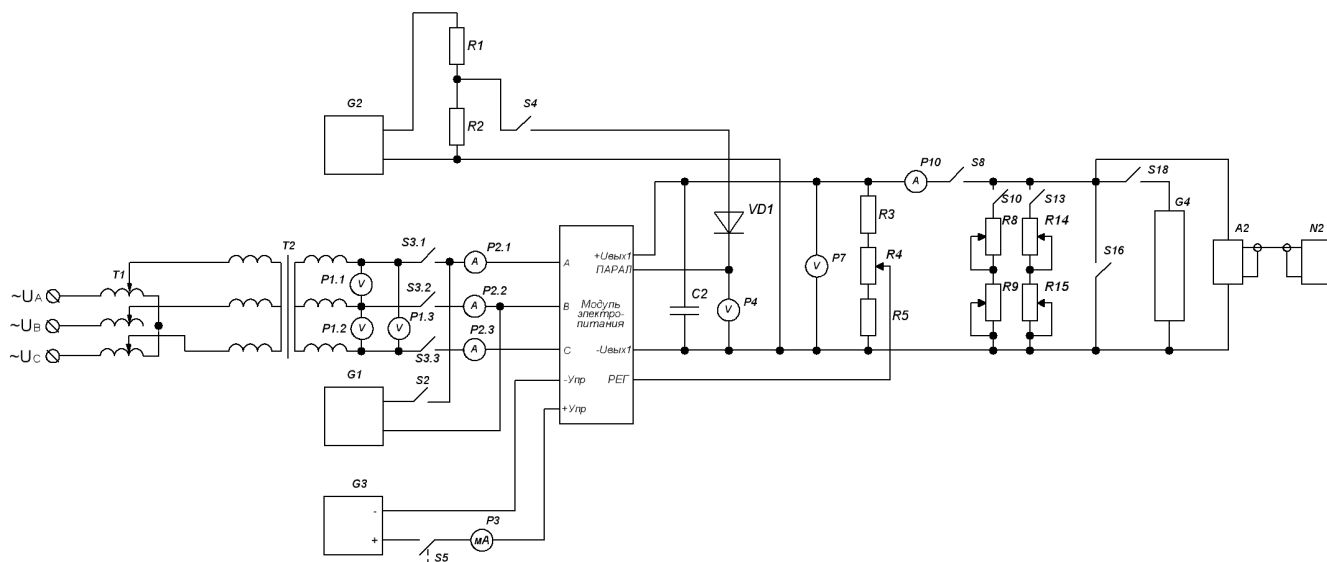 R1
G2
S4
R2
P10
S8
S18
VD1
R3
S10
S13
G4
R8
R14
A2
N2
T2
S3.1
P2.1
+Uвых1
R4
T1
A
ПАРАЛ
P7
S16
P1.1
V
A
V
~UA
S3.2
P2.2
C2
P4
R9
R15
B
Модуль
электро-
питания
V
R5
~UB
P1.2
P1.3
P2.3
V
V
A
~UC
S3.3
A
C
-Uвых1
G1
S2
-Упр
РЕГ
+Упр
G3
-
P3
+
мА
S5
A